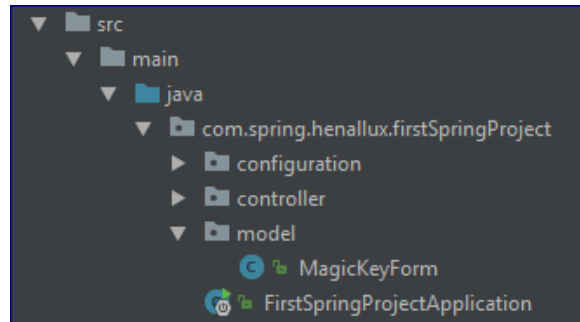 src
main
java
com.spring.henallux.firstSpringProject
configuration
controller
model
MagicKeyForm
FirstSpringProjectApplication